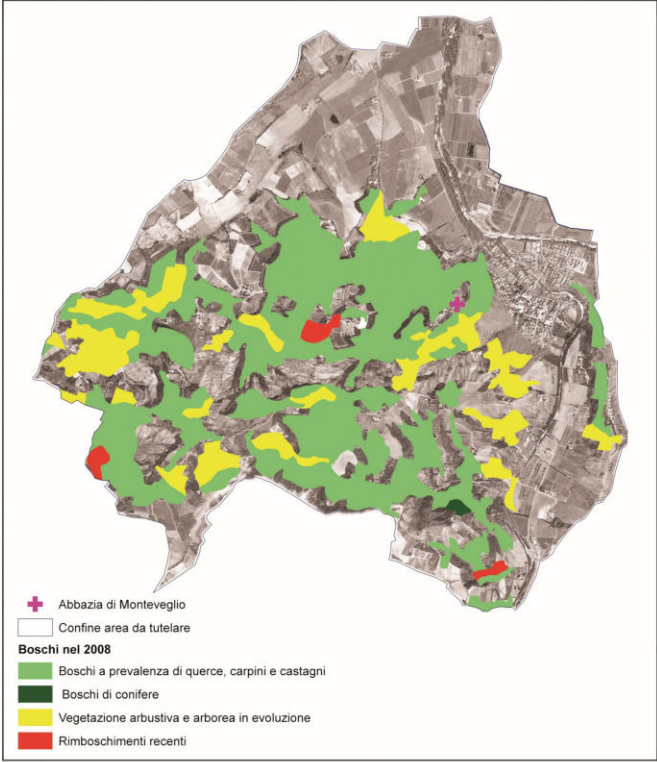 Abbazia di Monteveglio
Confine area da tutelare
Boschi nel 2008
Boschi a prevalenza di querce, carpini e castagni
Boschi di conifere
Vegetazione arbustiva e arborea in evoluzione
Rimboschimenti recenti